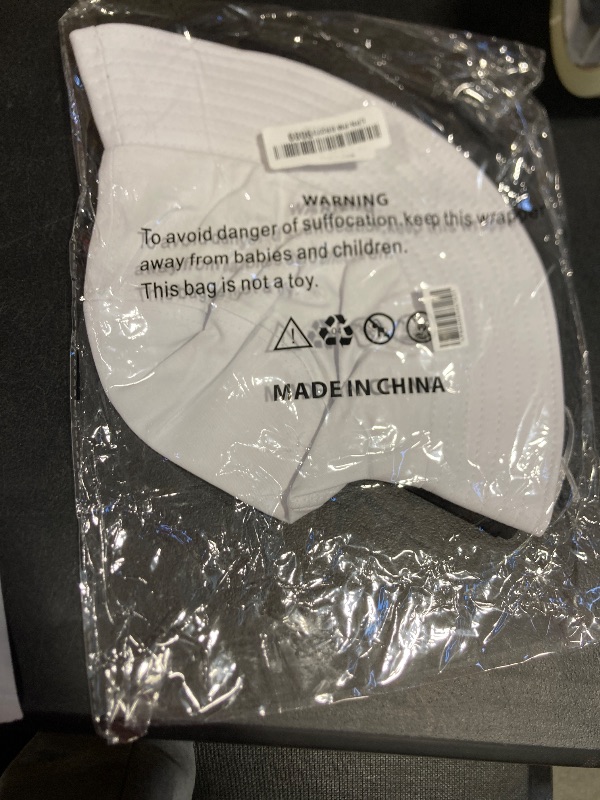 WARNING
To avoid danger of suffocation, keep this wrapper
away from babies and children.
This bag is not a toy.
MADE IN CHINA